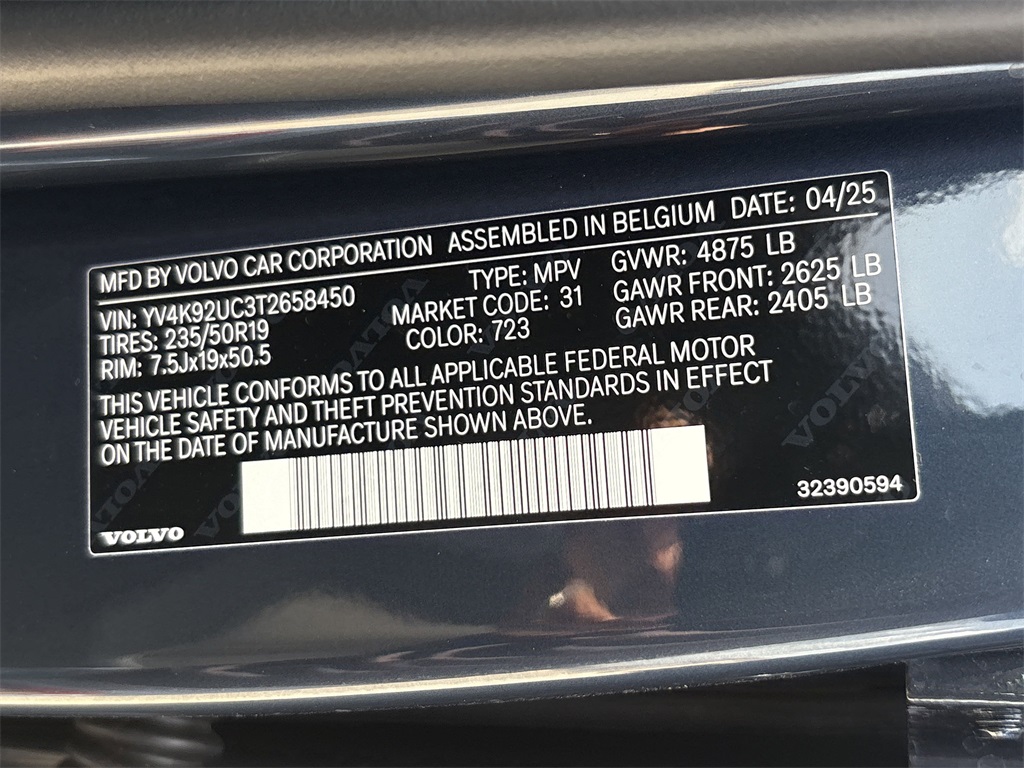 MFD BY VOLVO CAR CORPORATION ASSEMBLED IN BELGIUM DATE: 04/25
VIN: YV4K92UC3T2658450 TYPE: MPV GVWR: 4875 LB
TIRES: 235/50R19 MARKET CODE: 31 GAWR FRONT: 2625 LB
RIM: 7.5Jx19x50.5 COLOR: 723 GAWR REAR: 2405 LB
THIS VEHICLE CONFORMS TO ALL APPLICABLE FEDERAL MOTOR
VEHICLE SAFETY AND THEFT PREVENTION STANDARDS IN EFFECT
ON THE DATE OF MANUFACTURE SHOWN ABOVE.
32390594
VOLVO